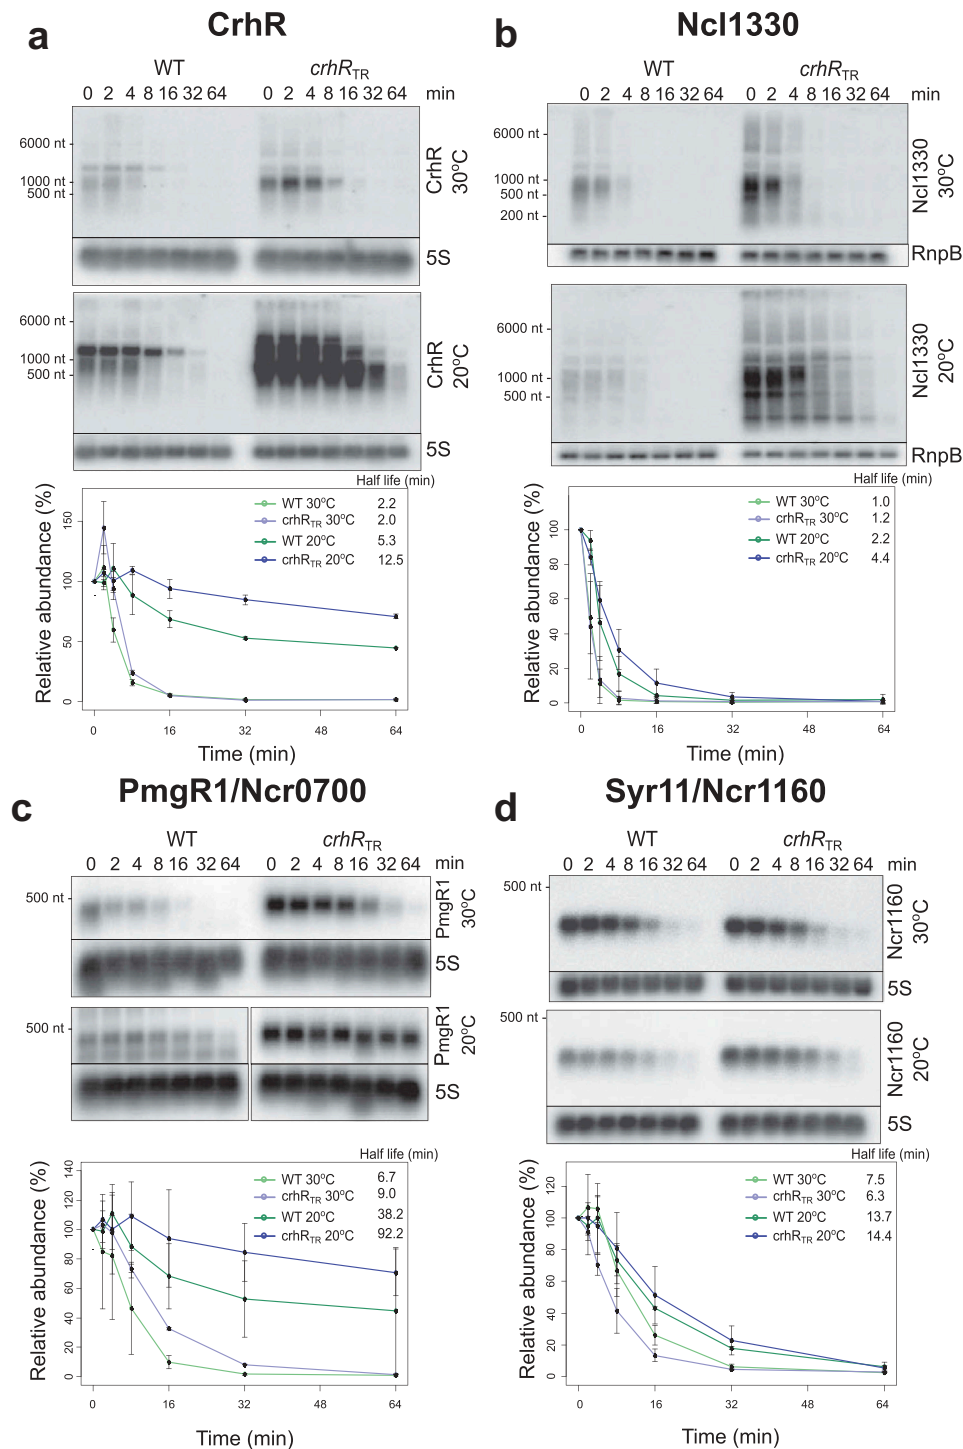 a
CrhR
WT
crhRTR
0 2 4 8 16 32 64
0 2 4 8 16 32 64
min
6000 nt
1000 nt
500 nt
CrhR
30°C
5S
6000 nt
1000 nt
500 nt
CrhR
20°C
5S
Half life (min)
WT 30°C 2.2
crhRTR 30°C 2.0
WT 20°C 5.3
crhRTR 20°C 12.5
Relative abundance (%)
150
100
50
0
0 16 32 48 64
Time (min)
b
Ncl1330
WT
crhRTR
0 2 4 8 16 32 64
0 2 4 8 16 32 64
min
6000 nt
1000 nt
500 nt
200 nt
Ncl1330
30°C
RnpB
6000 nt
1000 nt
500 nt
Ncl1330
20°C
RnpB
Half life (min)
WT 30°C 1.0
crhRTR 30°C 1.2
WT 20°C 2.2
crhRTR 20°C 4.4
Relative abundance (%)
100
80
60
40
20
0
0 16 32 48 64
Time (min)
c
PmgR1/Ncr0700
WT
crhRTR
0 2 4 8 16 32 64
0 2 4 8 16 32 64
min
500 nt
PmgR1
30°C
5S
500 nt
PmgR1
20°C
5S
Half life (min)
WT 30°C 6.7
crhRTR 30°C 9.0
WT 20°C 38.2
crhRTR 20°C 92.2
Relative abundance (%)
140
120
100
80
60
40
20
0
0 16 32 48 64
Time (min)
d
Syr11/Ncr1160
WT
crhRTR
0 2 4 8 16 32 64
0 2 4 8 16 32 64
min
500 nt
Ncr1160
30°C
5S
500 nt
Ncr1160
20°C
5S
Half life (min)
WT 30°C 7.5
crhRTR 30°C 6.3
WT 20°C 13.7
crhRTR 20°C 14.4
Relative abundance (%)
120
100
80
60
40
20
0
0 16 32 48 64
Time (min)